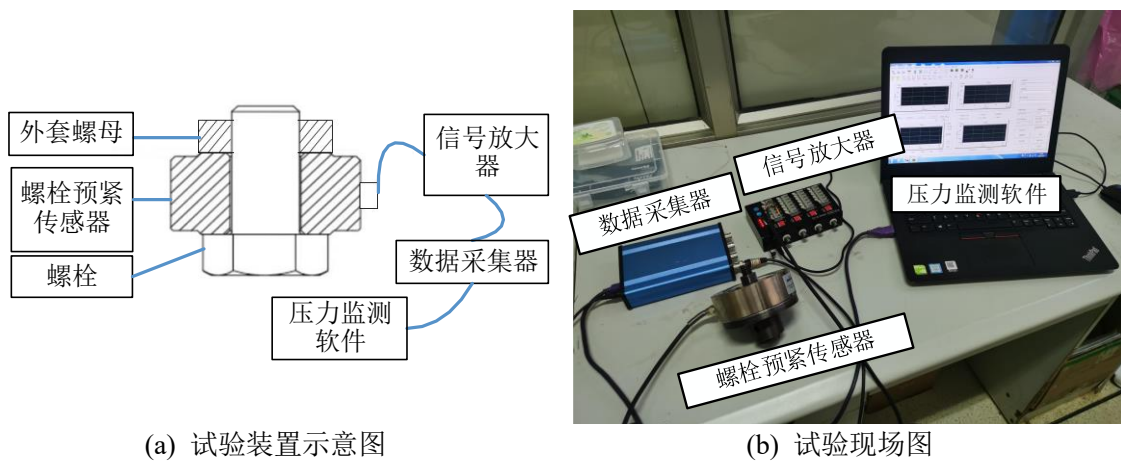 外套螺母
螺栓预紧
传感器
螺栓
信号放大
器
数据采集器
压力监测
软件
(a) 试验装置示意图
信号放大器
数据采集器
压力监测软件
螺栓预紧传感器
ThinkPad
(b) 试验现场图